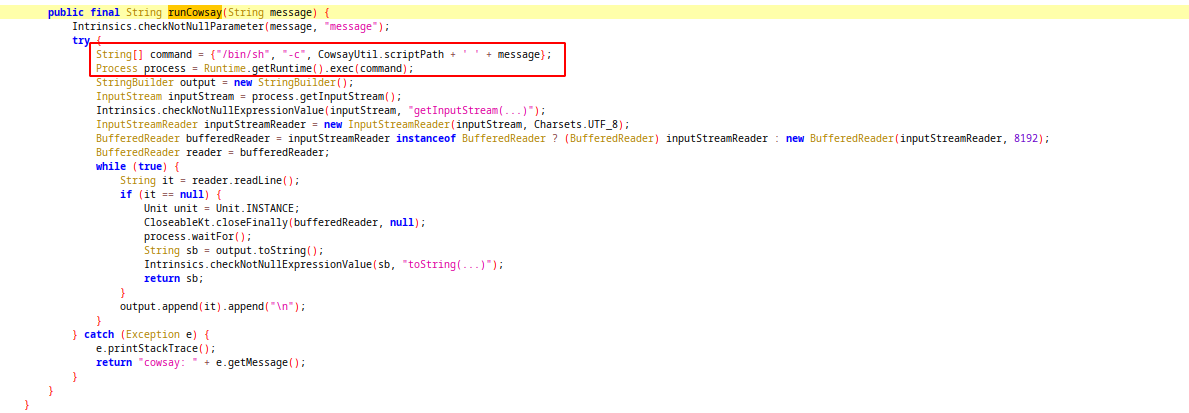 public final String runCowsay(String message) {
Intrinsics.checkNotNullParameter(message, "message");
try {
String[] command = {"/bin/sh", "-c", CowsayUtil.scriptPath + ' ' + message};
Process process = Runtime.getRuntime().exec(command);
StringBuilder output = new StringBuilder();
InputStream inputStream = process.getInputStream();
Intrinsics.checkNotNullExpressionValue(inputStream, "getInputStream(...)");
InputStreamReader inputStreamReader = new InputStreamReader(inputStream, Charsets.UTF_8);
BufferedReader bufferedReader = inputStreamReader instanceof BufferedReader ? (BufferedReader) inputStreamReader : new BufferedReader(inputStreamReader, 8192);
BufferedReader reader = bufferedReader;
while (true) {
String it = reader.readLine();
if (it == null) {
Unit unit = Unit.INSTANCE;
CloseableKt.closeFinally(bufferedReader, null);
process.waitFor();
String sb = output.toString();
Intrinsics.checkNotNullExpressionValue(sb, "toString(...)");
return sb;
}
output.append(it).append("\n");
}
} catch (Exception e) {
e.printStackTrace();
return "cowsay: " + e.getMessage();
}
}
}